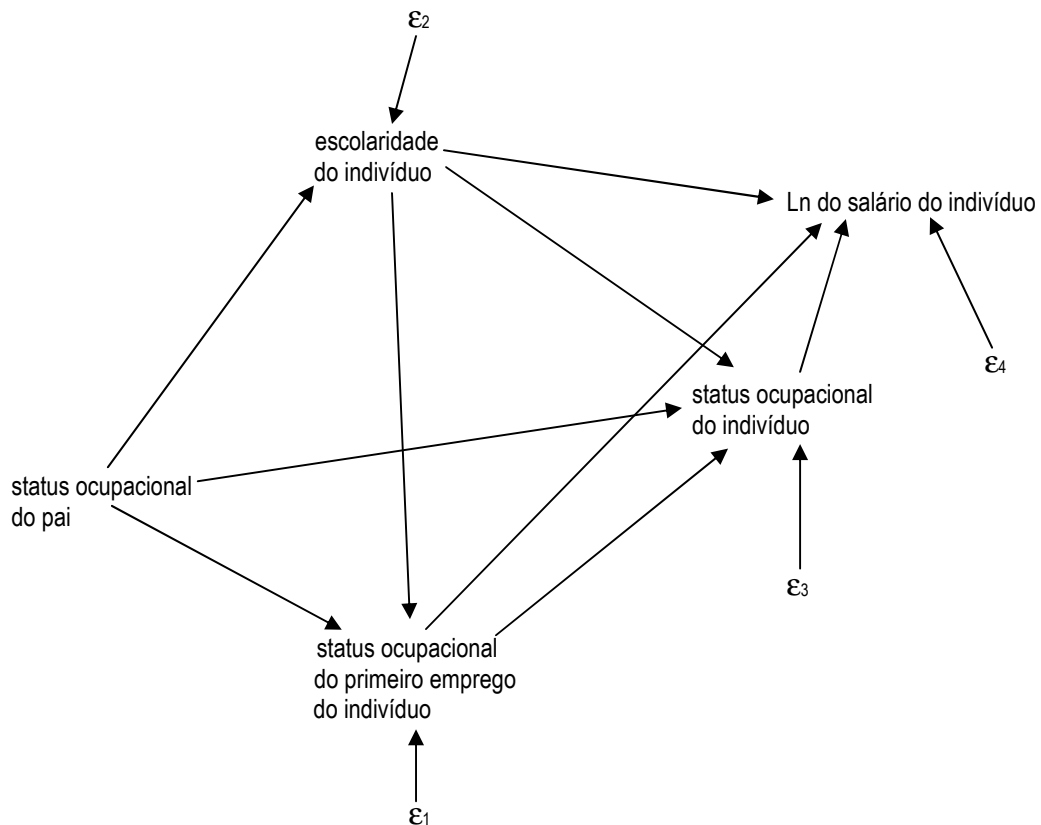 ε2
escolaridade
do indivíduo
Ln do salário do indivíduo
ε4
status ocupacional
do indivíduo
status ocupacional
do pai
ε3
status ocupacional
do primeiro emprego
do indivíduo
ε1